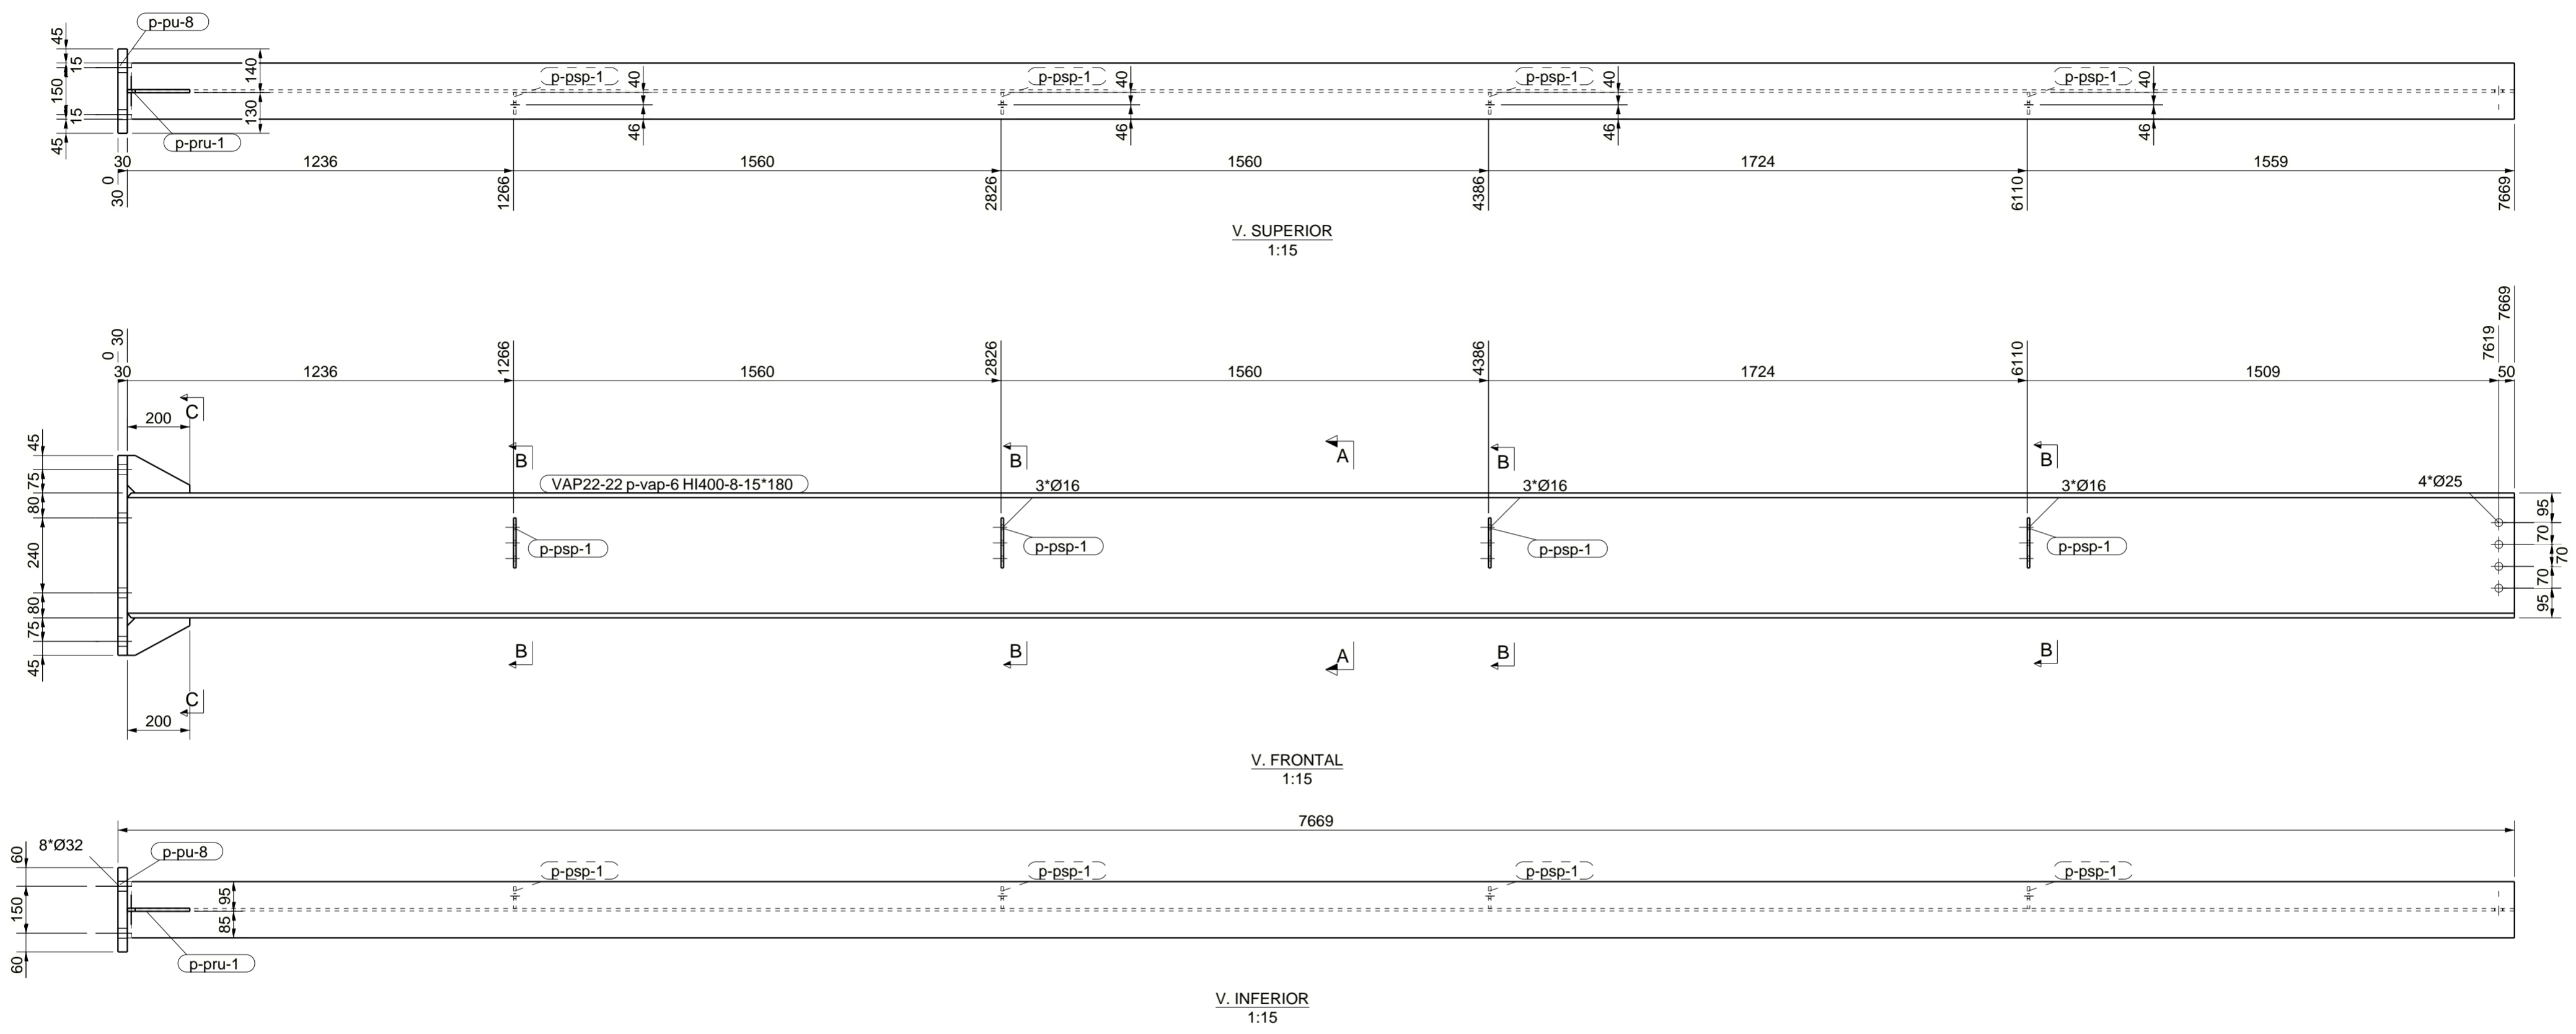 p-pu-8
45
15
150
15
45
140
130
p-pru-1
p-psp-1
40
46
p-psp-1
40
46
p-psp-1
40
46
p-psp-1
40
46
30
1236
1560
1560
1724
1559
0
30
1266
2826
4386
6110
7669
V. SUPERIOR
1:15
0
30
1266
2826
4386
6110
7619
7669
30
1236
1560
1560
1724
1509
50
C
200
B
B
A
B
B
45
75
80
240
80
75
45
VAP22-22 p-vap-6 HI400-8-15*180
3*Ø16
3*Ø16
3*Ø16
4*Ø25
p-psp-1
p-psp-1
p-psp-1
p-psp-1
95
70
70
70
95
B
B
A
B
B
C
200
V. FRONTAL
1:15
7669
8*Ø32
p-pu-8
60
150
60
95
85
p-psp-1
p-psp-1
p-psp-1
p-psp-1
p-pru-1
V. INFERIOR
1:15